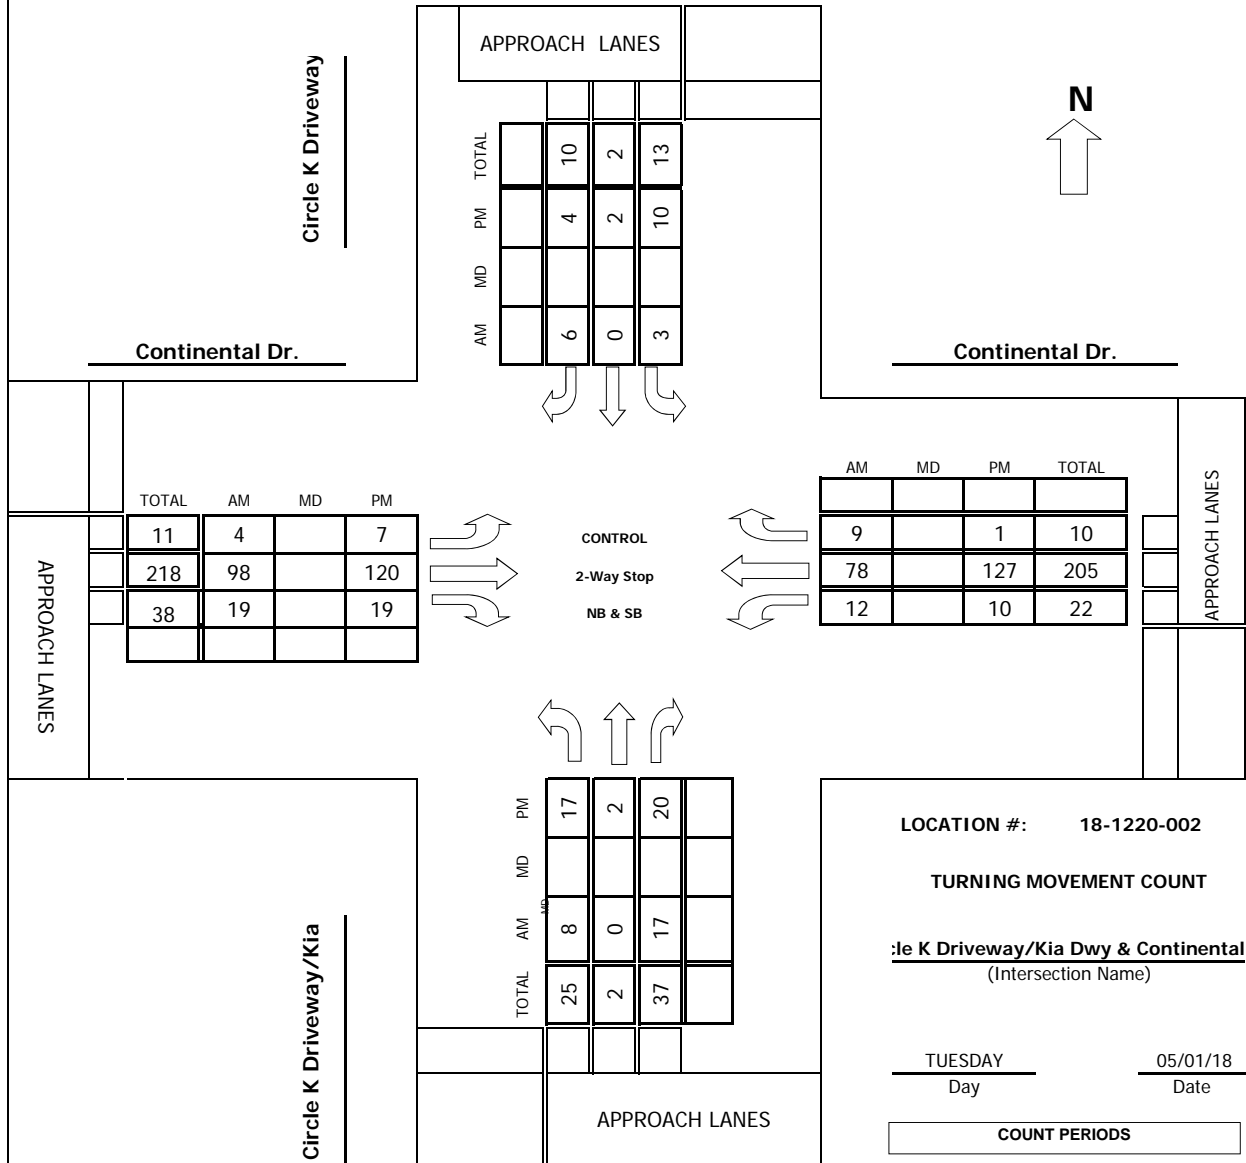 APPROACH LANES
Circle K Driveway
N
TOTAL 10 2 13
PM 4 2 10
MD
AM 6 0 3
Continental Dr.
Continental Dr.
AM MD PM TOTAL
9 1 10
78 127 205
12 10 22
APPROACH LANES
TOTAL AM MD PM
11 4 7
218 98 120
38 19 19
APPROACH LANES
CONTROL
2-Way Stop
NB & SB
PM 17 2 20
MD
MD
AM 8 0 17
TOTAL 25 2 37
Circle K Driveway/Kia
APPROACH LANES
LOCATION #: 18-1220-002
TURNING MOVEMENT COUNT
cle K Driveway/Kia Dwy & Continental
(Intersection Name)
TUESDAY 05/01/18
Day Date
COUNT PERIODS